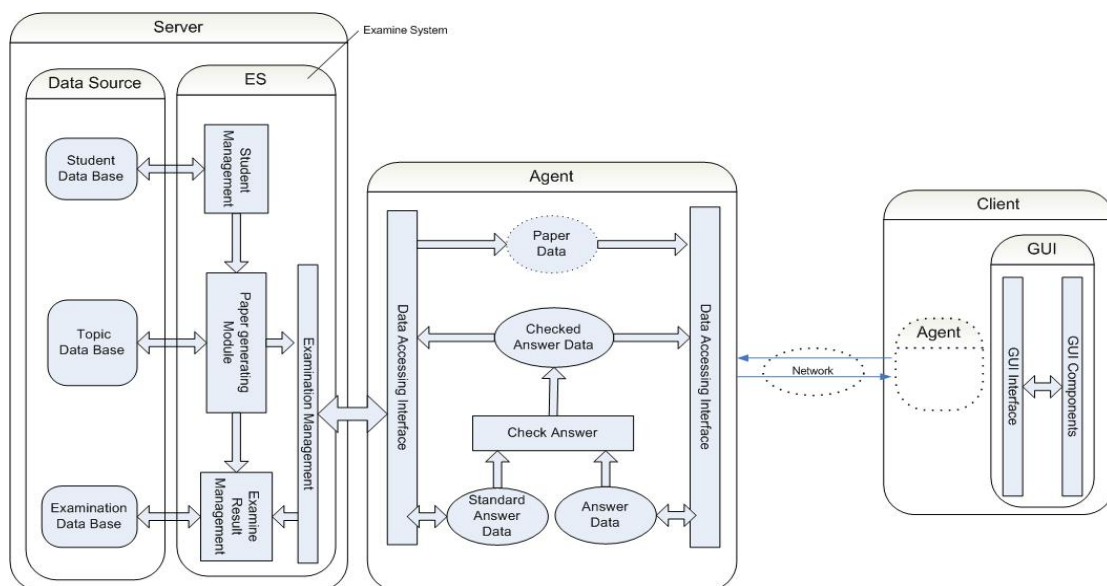 Server
Examine System
Data Source
ES
Student
Data Base
Student
Management
Topic
Data Base
Paper generating
Module
Examination Management
Examination
Data Base
Examine
Result
Management
Agent
Data Accessing Interface
Paper
Data
Checked
Answer Data
Check Answer
Standard
Answer
Data
Answer
Data
Data Accessing Interface
Network
Client
GUI
Agent
GUI Interface
GUI Components